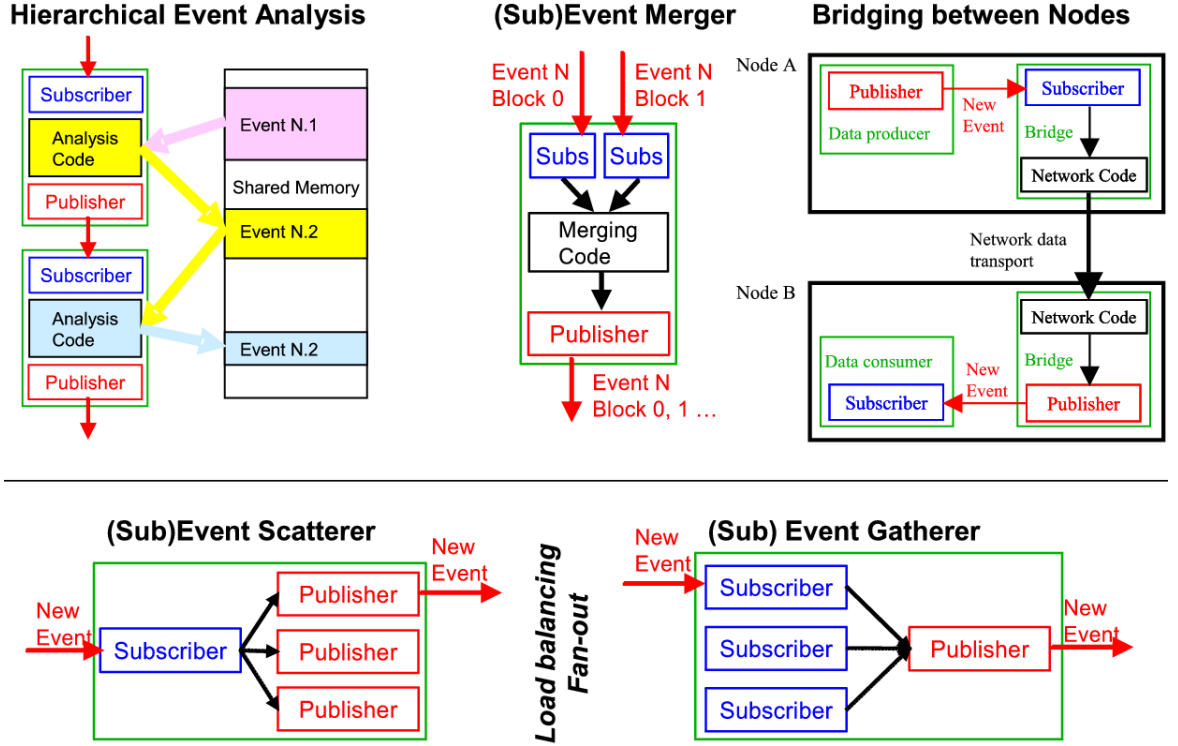 Hierarchical Event Analysis
Subscriber
Analysis
Code
Publisher
Subscriber
Analysis
Code
Publisher
Event N.1
Shared Memory
Event N.2
Event N.2
(Sub)Event Merger
Event N
Block 0
Event N
Block 1
Subs
Subs
Merging
Code
Publisher
Event N
Block 0, 1 ...
Bridging between Nodes
Node A
Publisher
Data producer
New
Event
Subscriber
Bridge
Network Code
Network data
transport
Node B
Network Code
Bridge
Publisher
New
Event
Data consumer
Subscriber
(Sub)Event Scatterer
New
Event
Subscriber
Publisher
Publisher
Publisher
New
Event
Load balancing
Fan-out
(Sub) Event Gatherer
New
Event
Subscriber
Subscriber
Subscriber
Publisher
New
Event